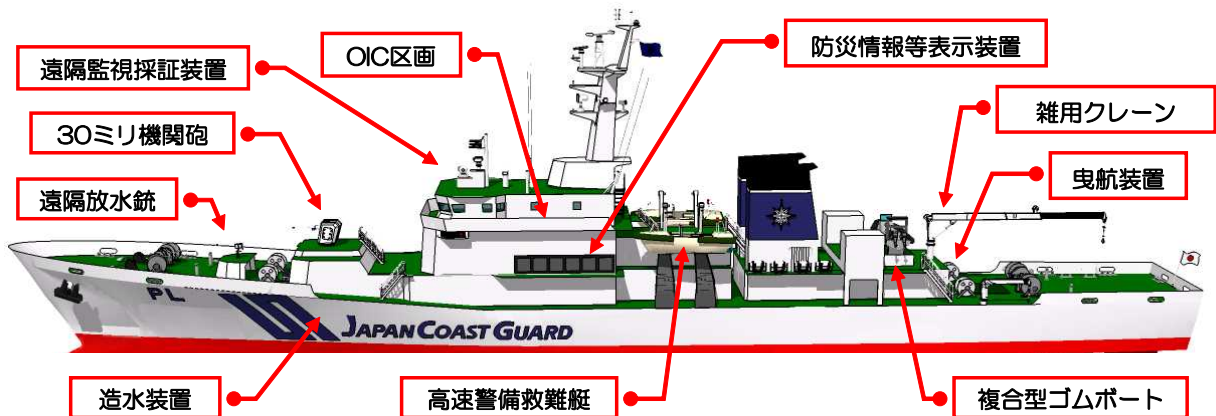 OIC区画
防災情報等表示装置
遠隔監視採証装置
雑用クレーン
30ミリ機関砲
曳航装置
遠隔放水銃
PL
JAPAN COAST GUARD
造水装置
高速警備救難艇
複合型ゴムボート